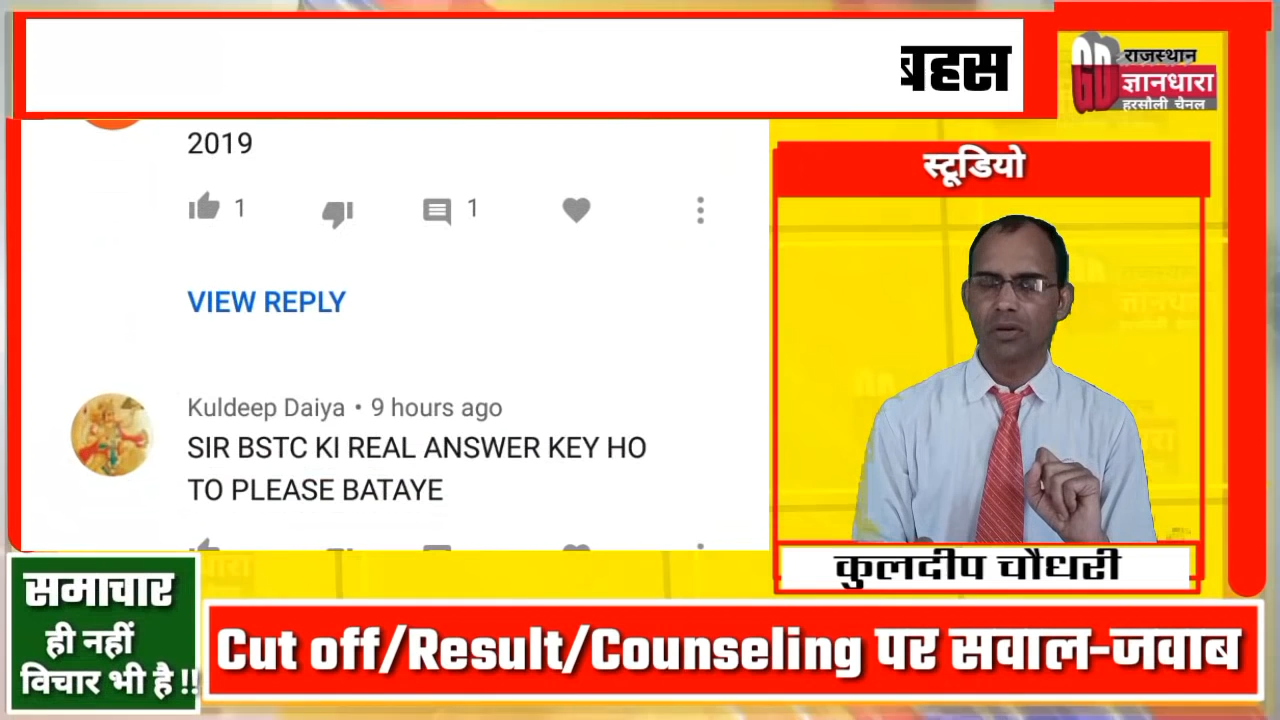 बहस
राजस्थान
GD ज्ञानधारा
हरसोली चैनल
2019
1
1
VIEW REPLY
Kuldeep Daiya • 9 hours ago
SIR BSTC KI REAL ANSWER KEY HO
TO PLEASE BATAYE
स्टूडियो
कुलदीप चौधरी
समाचार
ही नहीं
विचार भी है !!
Cut off/Result/Counseling पर सवाल-जवाब